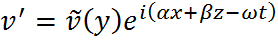 v′ = ṽ(y)e^{i(αx+βz−ωt)}